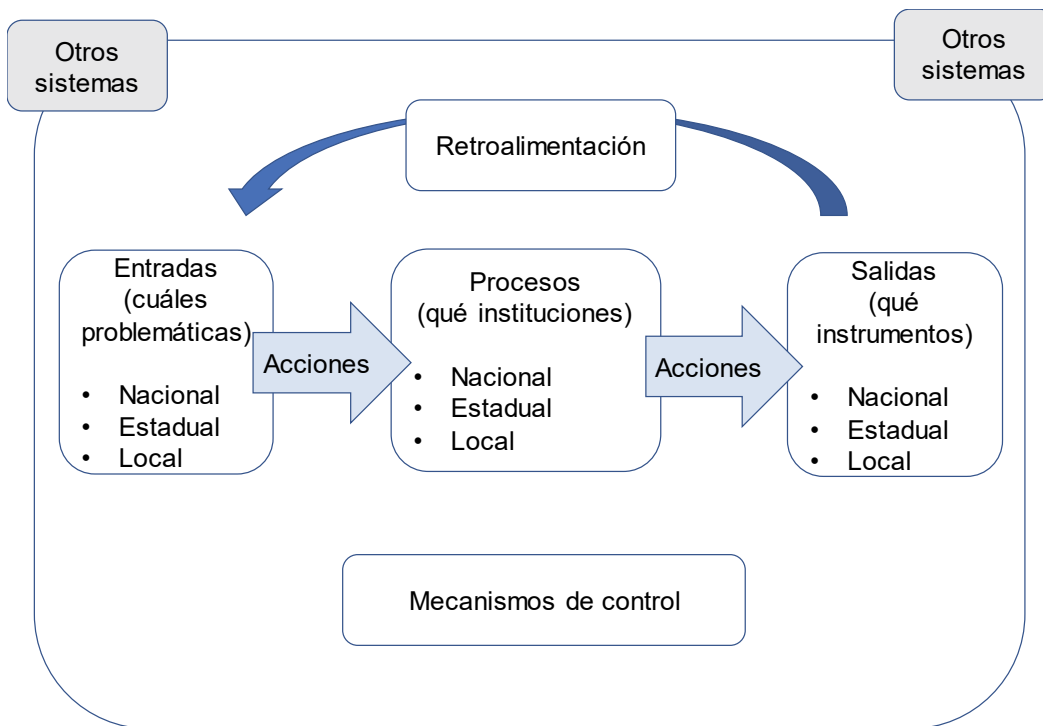 Otros
sistemas
Otros
sistemas
Retroalimentación
Entradas
(cuáles
problemáticas)
• Nacional
• Estadual
• Local
Acciones
Procesos
(qué instituciones)
• Nacional
• Estadual
• Local
Acciones
Salidas
(qué
instrumentos)
• Nacional
• Estadual
• Local
Mecanismos de control